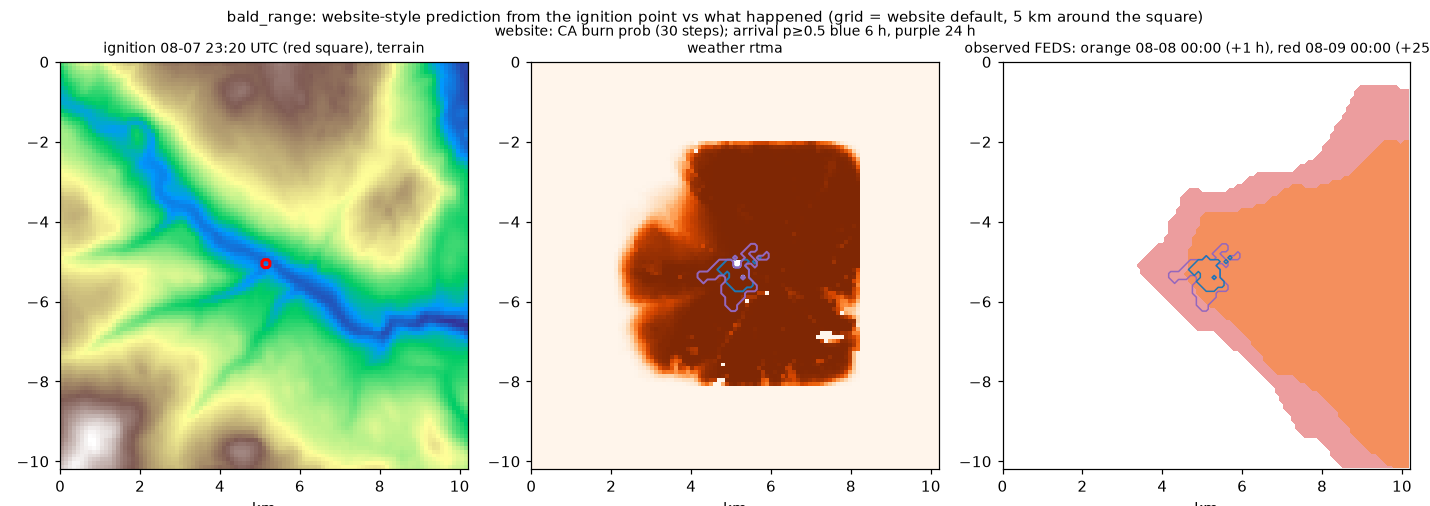 bald_range: website-style prediction from the ignition point vs what happened (grid = website default, 5 km around the square)
website: CA burn prob (30 steps); arrival p≥0.5 blue 6 h, purple 24 h
ignition 08-07 23:20 UTC (red square), terrain
weather rtma
observed FEDS: orange 08-08 00:00 (+1 h), red 08-09 00:00 (+25
0
−2
−4
−6
−8
−10
0 2 4 6 8 10
0
−2
−4
−6
−8
−10
0 2 4 6 8 10
0
−2
−4
−6
−8
−10
0 2 4 6 8 10